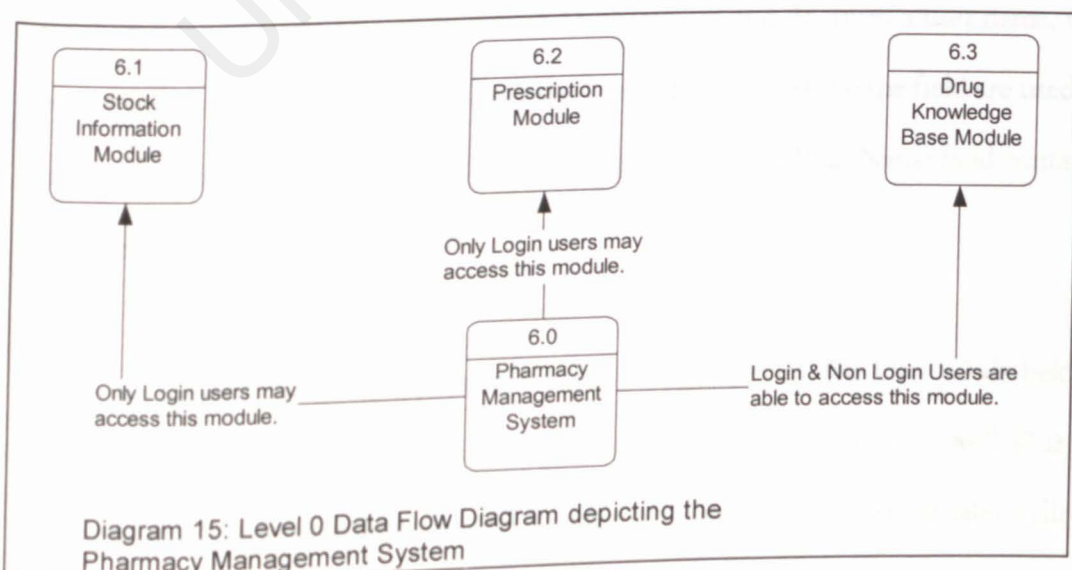 6.1
Stock
Information
Module
6.2
Prescription
Module
6.3
Drug
Knowledge
Base Module
Only Login users may
access this module.
6.0
Pharmacy
Management
System
Only Login users may
access this module.
Login & Non Login Users are
able to access this module.
Diagram 15: Level 0 Data Flow Diagram depicting the
Pharmacy Management System